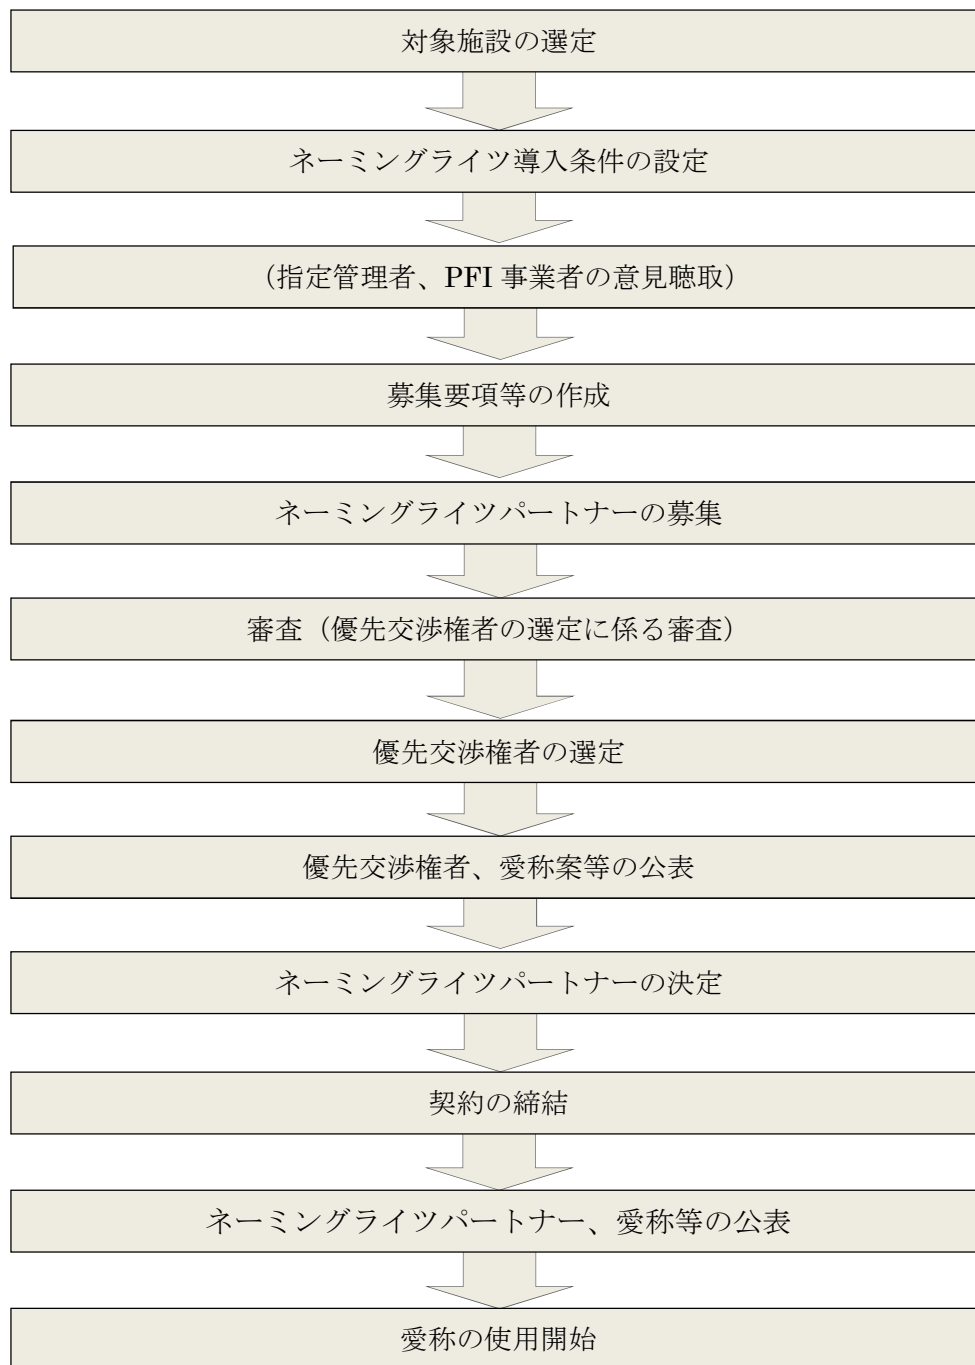 対象施設の選定
ネーミングライツ導入条件の設定
（指定管理者、PFI 事業者の意見聴取）
募集要項等の作成
ネーミングライツパートナーの募集
審査（優先交渉権者の選定に係る審査）
優先交渉権者の選定
優先交渉権者、愛称案等の公表
ネーミングライツパートナーの決定
契約の締結
ネーミングライツパートナー、愛称等の公表
愛称の使用開始